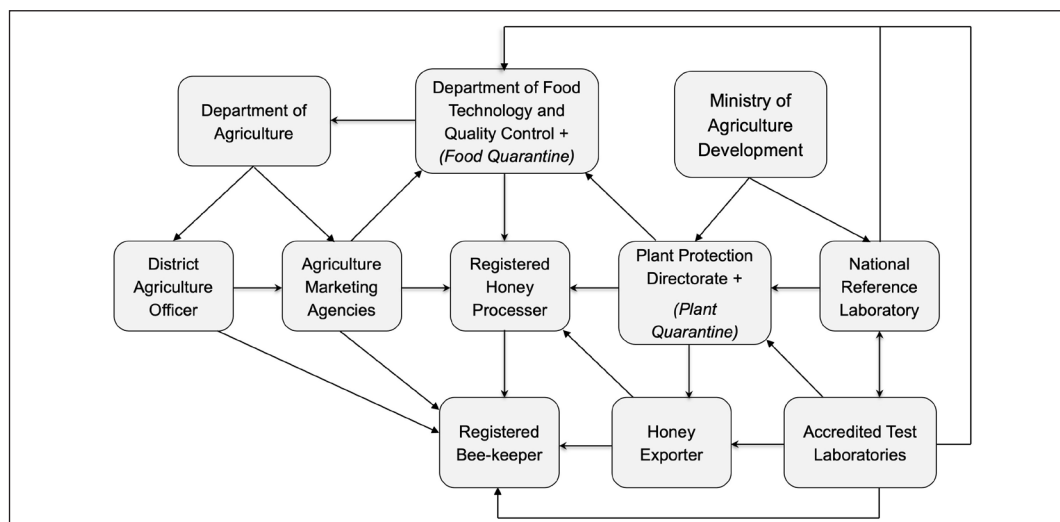 Department of
Agriculture
Department of Food
Technology and
Quality Control +
(Food Quarantine)
Ministry of
Agriculture
Development
District
Agriculture
Officer
Agriculture
Marketing
Agencies
Registered
Honey
Processer
Plant Protection
Directorate +
(Plant
Quarantine)
National
Reference
Laboratory
Registered
Bee-keeper
Honey
Exporter
Accredited Test
Laboratories